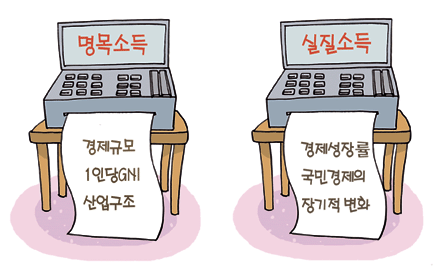 명목소득
경제규모
1인당GNI
산업구조
실질소득
경제성장률
국민경제의
장기적 변화